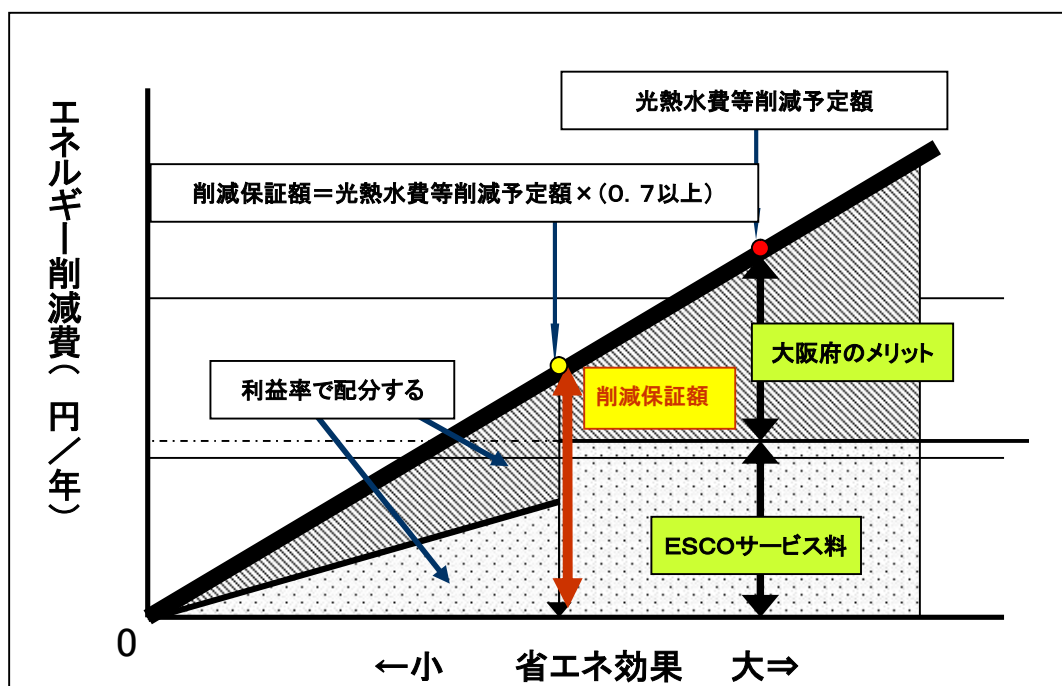 光熱水費等削減予定額
削減保証額＝光熱水費等削減予定額×（０．７以上）
エネルギー削減費（円／年）
大阪府のメリット
利益率で配分する
削減保証額
ESCOサービス料
0
←小 省エネ効果 大⇒